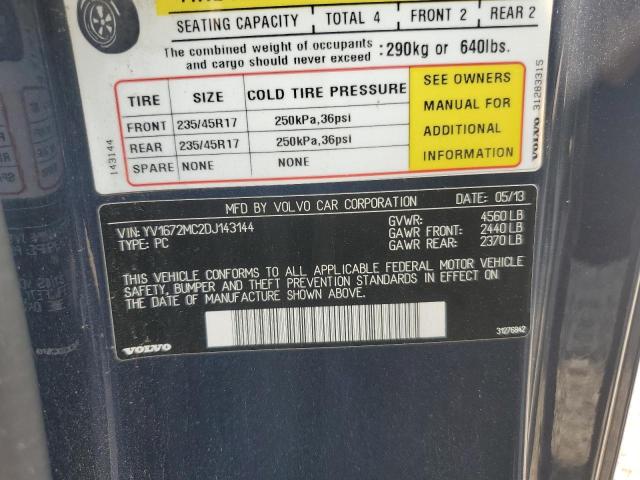 SEATING CAPACITY TOTAL 4 FRONT 2 REAR 2
The combined weight of occupants and cargo should never exceed : 290kg or 640lbs.
TIRE SIZE COLD TIRE PRESSURE
FRONT 235/45R17 250kPa,36psi
REAR 235/45R17 250kPa,36psi
SPARE NONE NONE
SEE OWNERS
MANUAL FOR
ADDITIONAL
INFORMATION
143144
VOLVO 31283315
MFD BY VOLVO CAR CORPORATION DATE: 05/13
VIN: YV1672MC2DJ143144
TYPE: PC
GVWR: 4560 LB
GAWR FRONT: 2440 LB
GAWR REAR: 2370 LB
THIS VEHICLE CONFORMS TO ALL APPLICABLE FEDERAL MOTOR VEHICLE
SAFETY, BUMPER AND THEFT PREVENTION STANDARDS IN EFFECT ON
THE DATE OF MANUFACTURE SHOWN ABOVE.
31276842
VOLVO